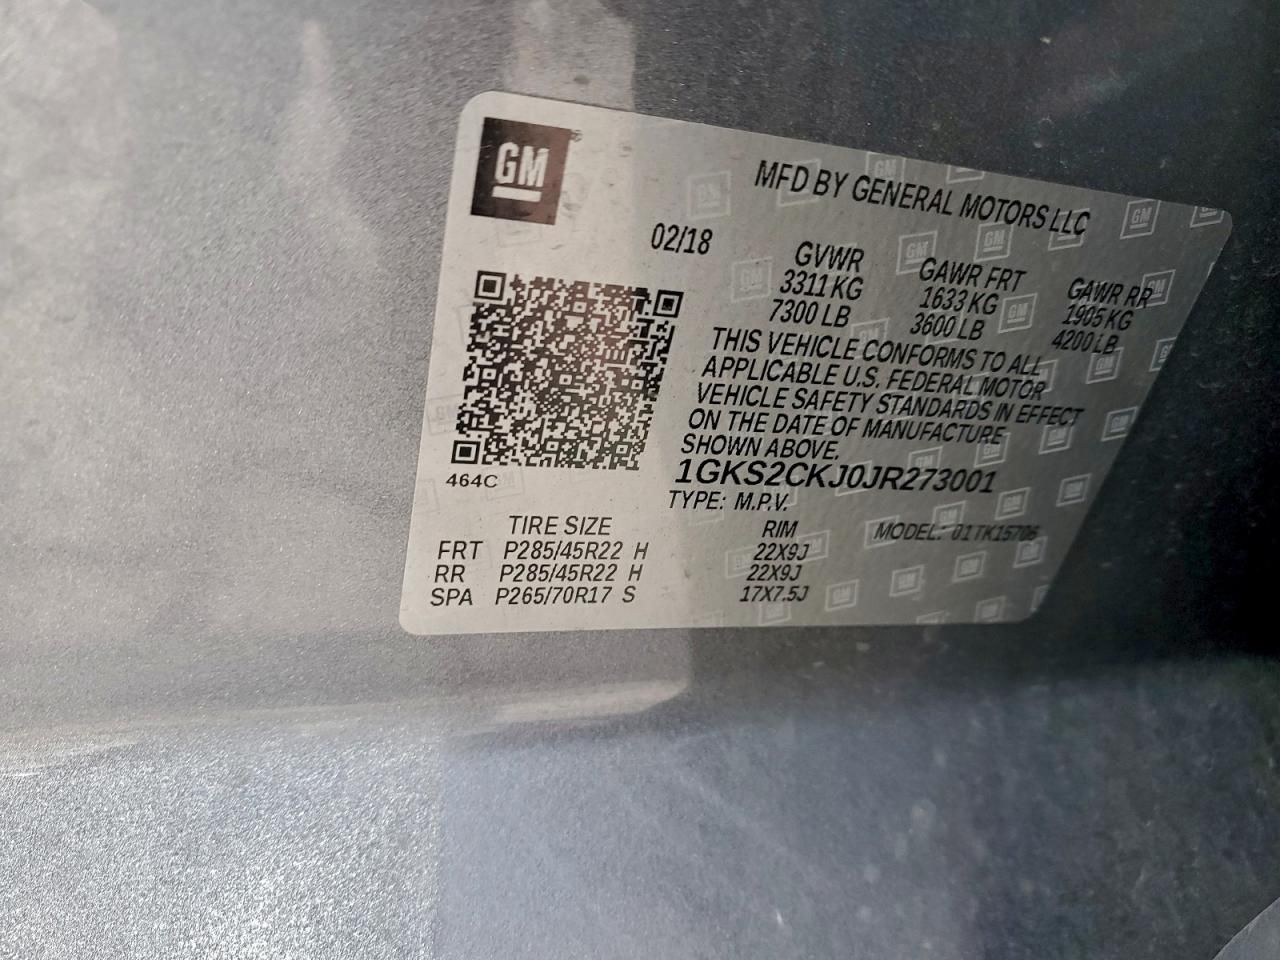 GM
MFD BY GENERAL MOTORS LLC
02/18
GVWR GAWR FRT GAWR RR
3311 KG 1633 KG 1905 KG
7300 LB 3600 LB 4200 LB
THIS VEHICLE CONFORMS TO ALL
APPLICABLE U.S. FEDERAL MOTOR
VEHICLE SAFETY STANDARDS IN EFFECT
ON THE DATE OF MANUFACTURE
SHOWN ABOVE.
464C
1GKS2CKJ0JR273001
TYPE: M.P.V.
TIRE SIZE RIM MODEL: 01TK15706
FRT P285/45R22 H 22X9J
RR P285/45R22 H 22X9J
SPA P265/70R17 S 17X7.5J